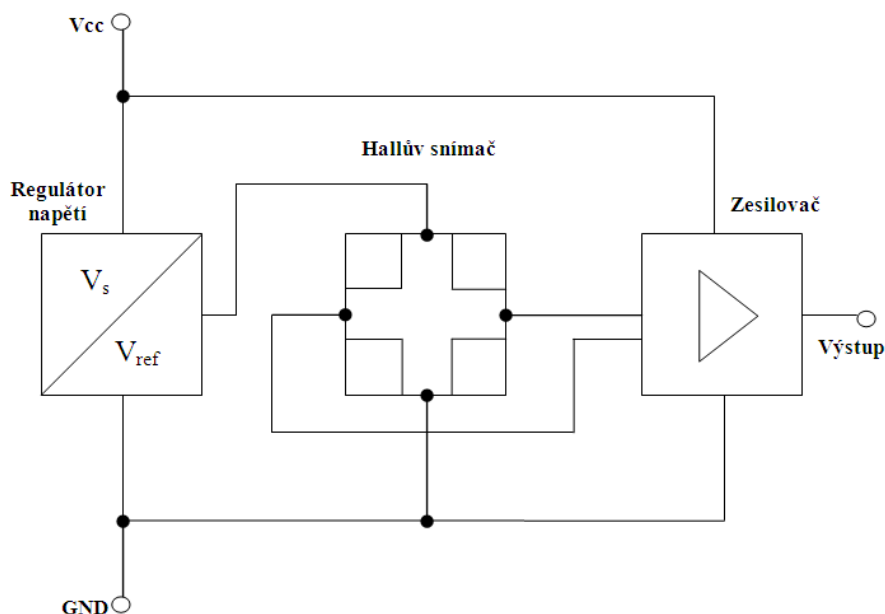 Vcc
Hallův snímač
Regulátor
napětí
Zesilovač
Vs
Vref
Výstup
GND